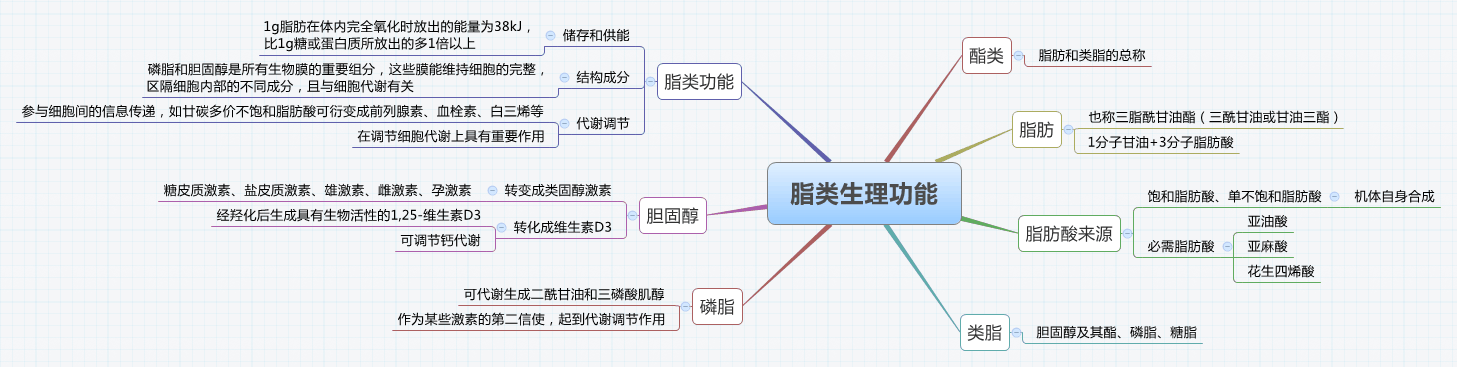 脂类生理功能
酯类
脂肪和类脂的总称
脂肪
也称三脂酰甘油酯（三酰甘油或甘油三酯）
1分子甘油+3分子脂肪酸
脂肪酸来源
饱和脂肪酸、单不饱和脂肪酸
机体自身合成
必需脂肪酸
亚油酸
亚麻酸
花生四烯酸
类脂
胆固醇及其酯、磷脂、糖脂
脂类功能
储存和供能
1g脂肪在体内完全氧化时放出的能量为38kJ，
比1g糖或蛋白质所放出的多1倍以上
结构成分
磷脂和胆固醇是所有生物膜的重要组分，这些膜能维持细胞的完整，
区隔细胞内部的不同成分，且与细胞代谢有关
代谢调节
参与细胞间的信息传递，如廿碳多价不饱和脂肪酸可衍变成前列腺素、血栓素、白三烯等
在调节细胞代谢上具有重要作用
胆固醇
转变成类固醇激素
糖皮质激素、盐皮质激素、雄激素、雌激素、孕激素
转化成维生素D3
经羟化后生成具有生物活性的1,25-维生素D3
可调节钙代谢
磷脂
可代谢生成二酰甘油和三磷酸肌醇
作为某些激素的第二信使，起到代谢调节作用